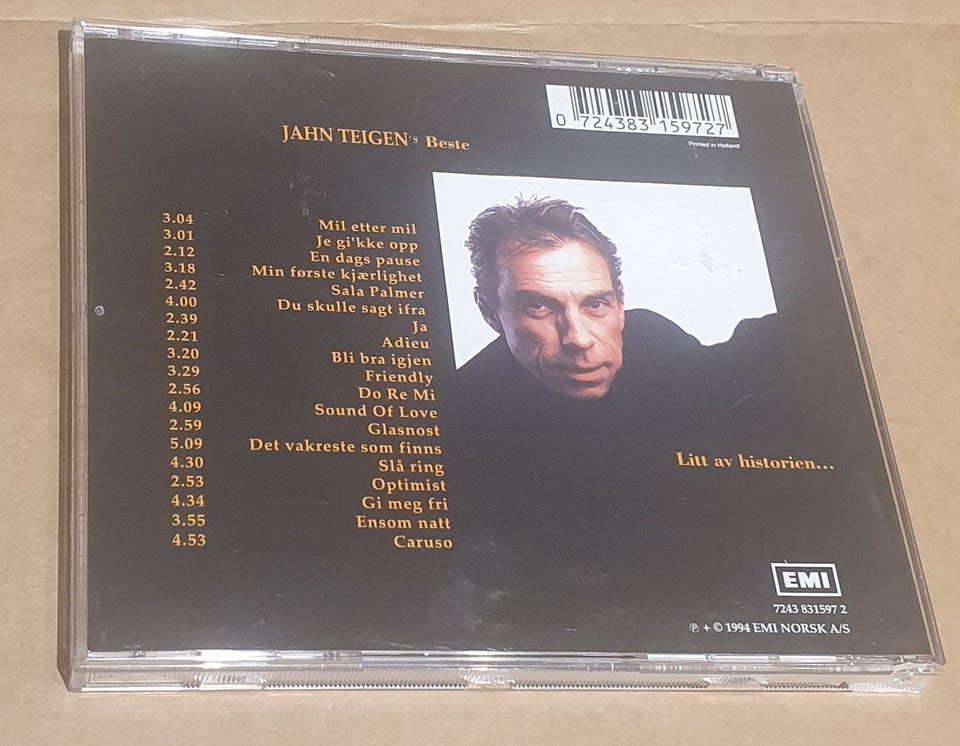 0 724383 159727
Printed in Holland
JAHN TEIGEN's Beste
3.04 Mil etter mil
3.01 Je gi'kke opp
2.12 En dags pause
3.18 Min første kjærlighet
2.42 Sala Palmer
4.00 Du skulle sagt ifra
2.39 Ja
2.21 Adieu
3.20 Bli bra igjen
3.29 Friendly
2.56 Do Re Mi
4.09 Sound Of Love
2.59 Glasnost
5.09 Det vakreste som finns
4.30 Slå ring
2.53 Optimist
4.34 Gi meg fri
3.55 Ensom natt
4.53 Caruso
Litt av historien...
EMI
7243 831597 2
℗ + © 1994 EMI NORSK A/S